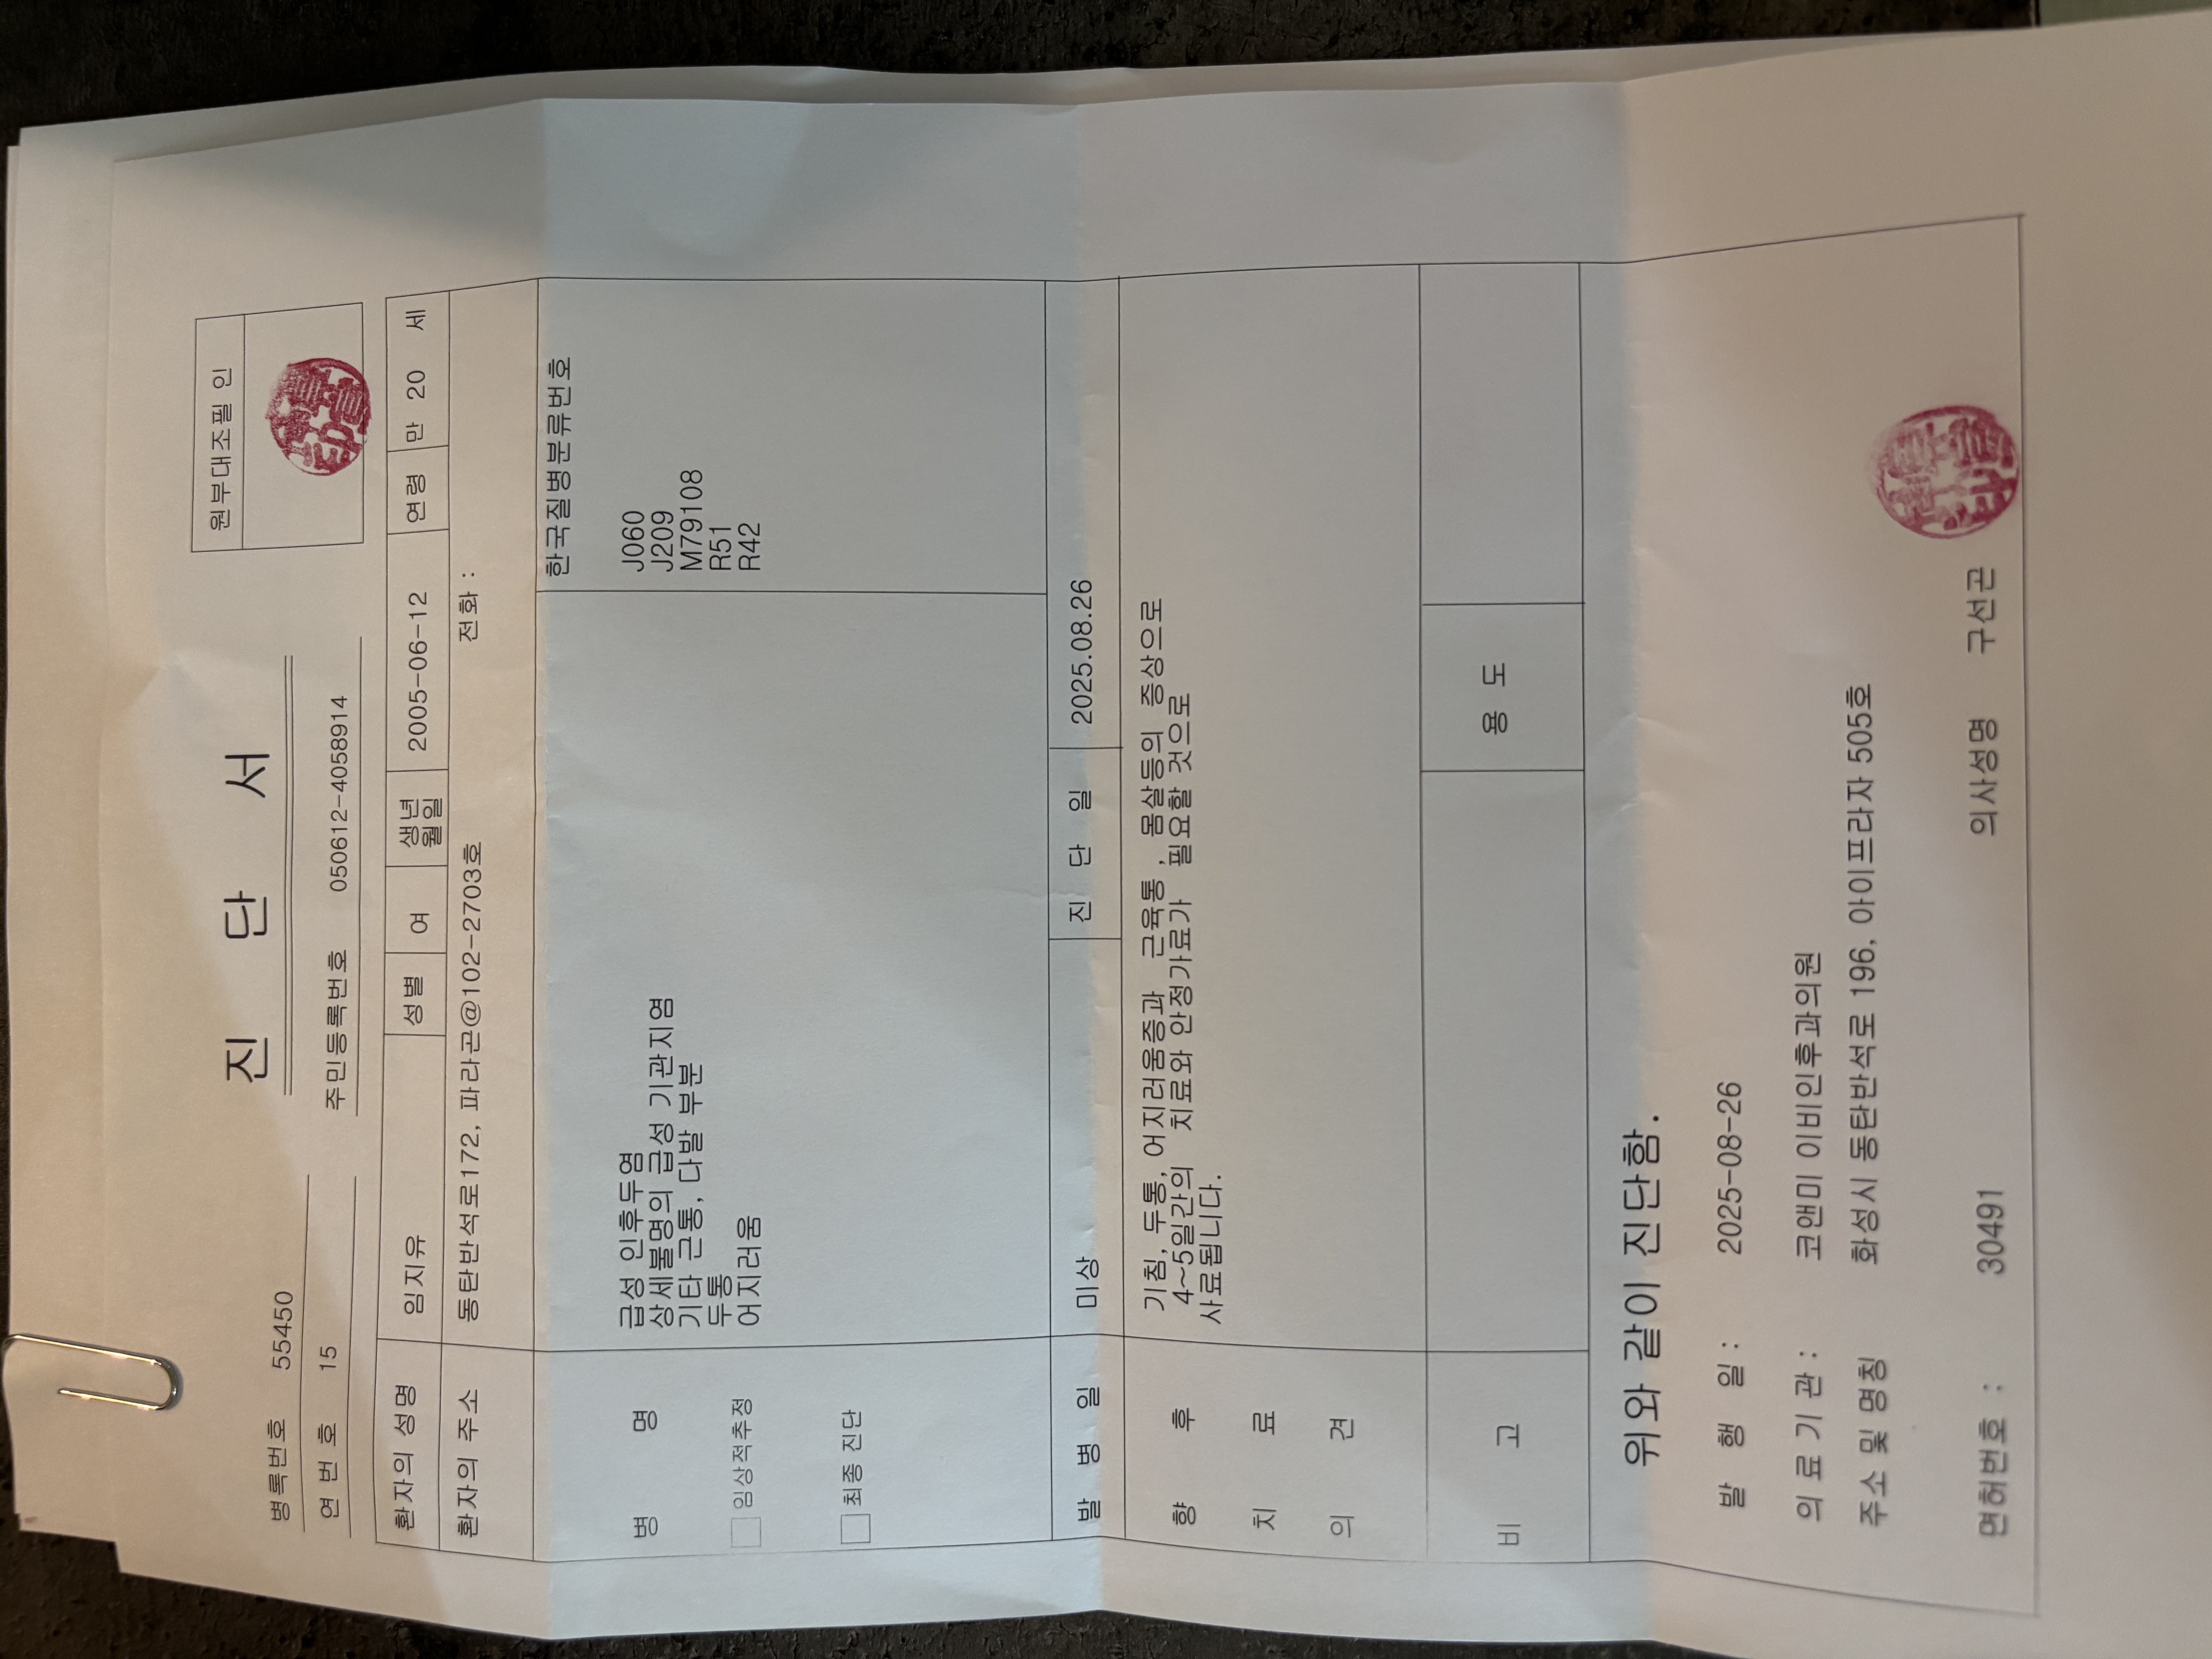 진 단 서
원부대조필 인
병록번호 55450
연 번 호 15
주민등록번호 050612-4058914
환자의 성명 임지유 성별 여 생년월일 2005-06-12 연령 만 20 세
환자의 주소 동탄반석로172, 파라곤@102-2703호 전화 :
병 명
□ 임상적추정
□ 최종 진단
한국질병분류번호
급성 인후두염 J060
상세불명의 급성 기관지염 J209
기타 근통, 다발 부분 M79108
두통 R51
어지러움 R42
발 병 일 미상 진 단 일 2025.08.26
향 후 치 료 의 견
기침, 두통, 어지러움증과 근육통 , 몸살등의 증상으로
4~5일간의 치료와 안정가료가 필요할 것으로
사료됩니다.
비 고 용 도
위와 같이 진단함.
발 행 일 : 2025-08-26
의 료 기 관 : 코앤미 이비인후과의원
주소 및 명칭 화성시 동탄반석로 196, 아이프라자 505호
면허번호 : 30491 의사성명 구선곤